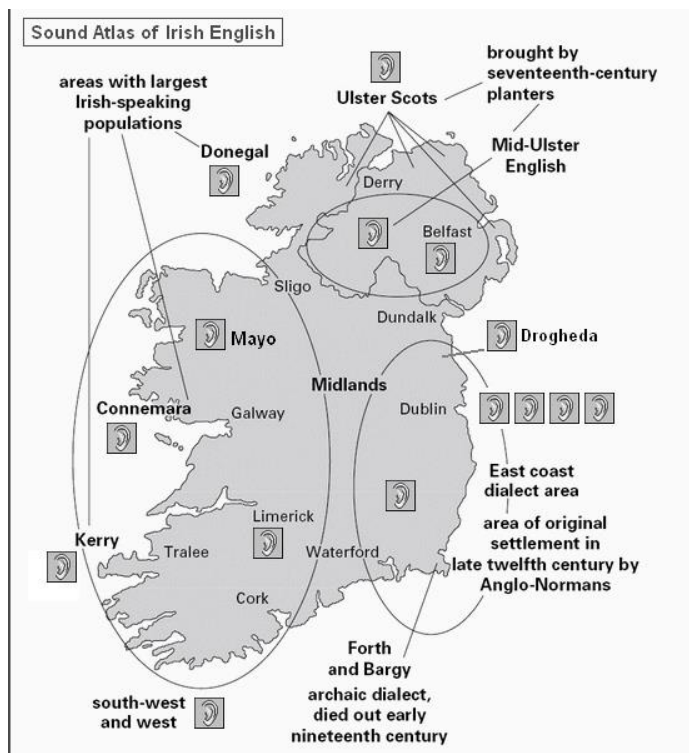 Sound Atlas of Irish English
areas with largest
Irish-speaking
populations
brought by
seventeenth-century
planters
Ulster Scots
Donegal
Mid-Ulster
English
Derry
Belfast
Sligo
Dundalk
Mayo
Drogheda
Midlands
Connemara
Galway
Dublin
East coast
dialect area
area of original
settlement in
late twelfth century by
Anglo-Normans
Kerry
Limerick
Tralee
Waterford
Cork
Forth
and Bargy
archaic dialect,
died out early
nineteenth century
south-west
and west